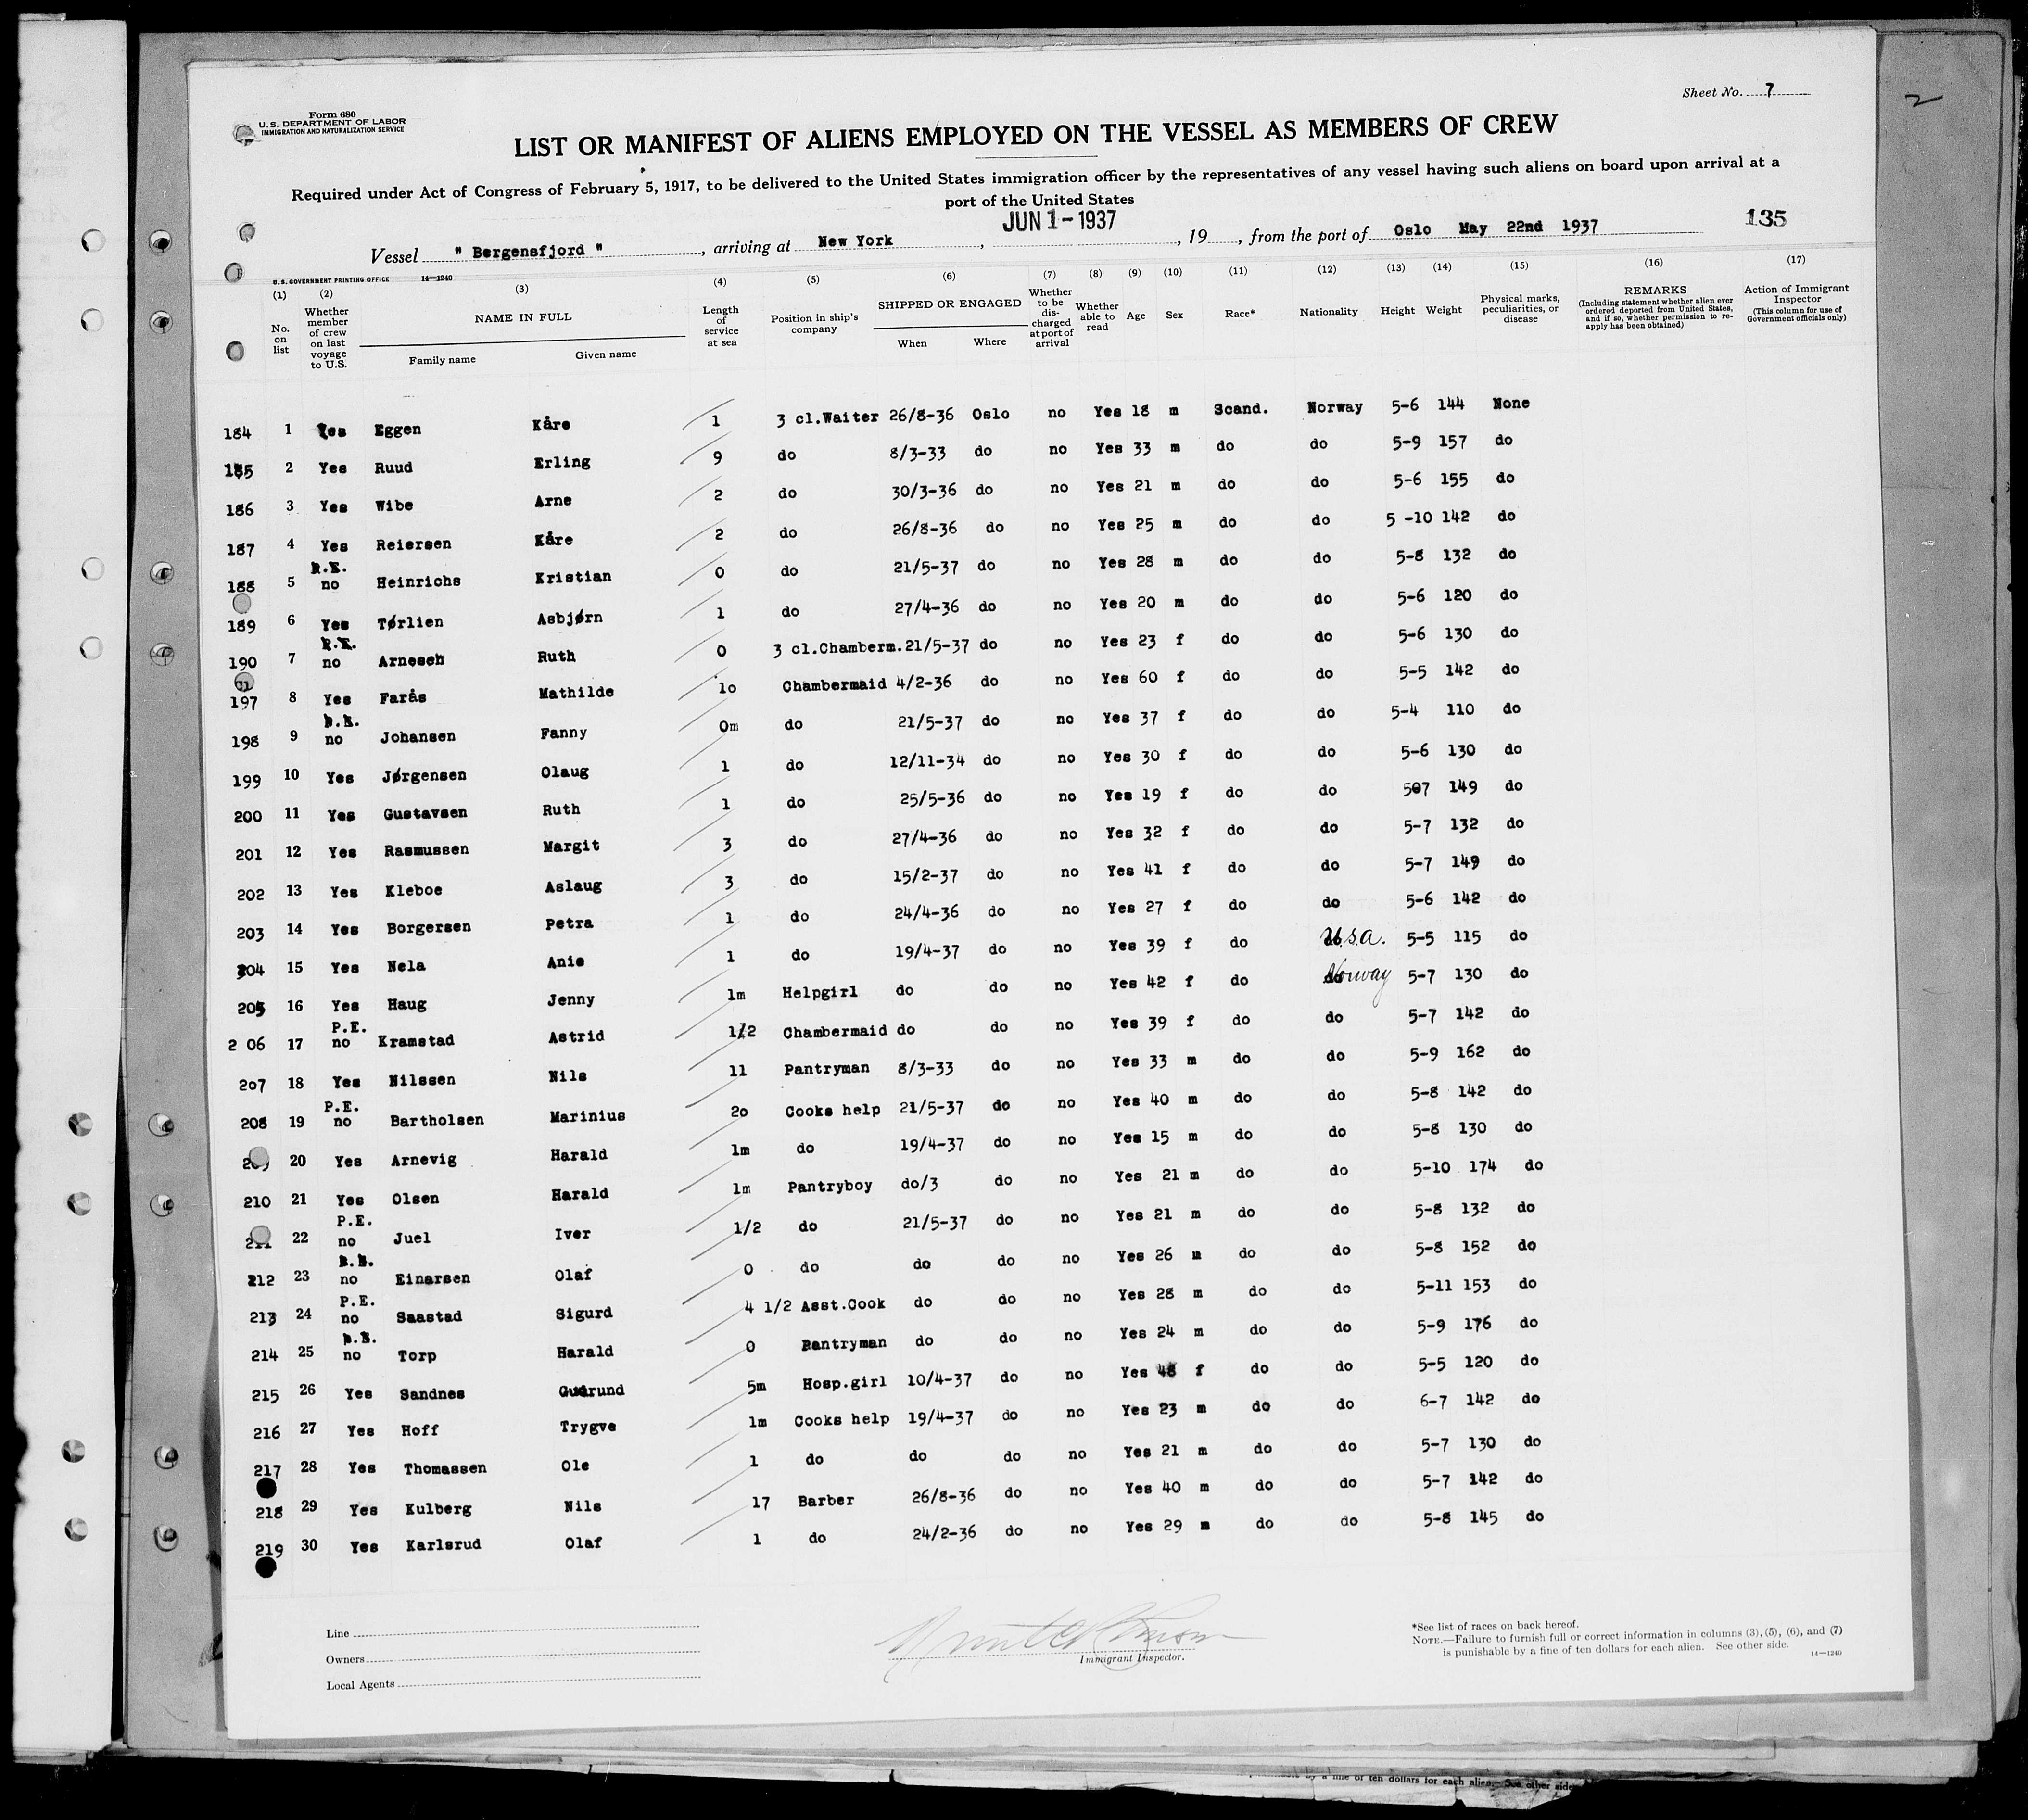 Sheet No. 7
2
Form 680
U. S. DEPARTMENT OF LABOR
IMMIGRATION AND NATURALIZATION SERVICE
LIST OR MANIFEST OF ALIENS EMPLOYED ON THE VESSEL AS MEMBERS OF CREW
Required under Act of Congress of February 5, 1917, to be delivered to the United States immigration officer by the representatives of any vessel having such aliens on board upon arrival at a
port of the United States
JUN 1 - 1937
135
Vessel " Bergensfjord ", arriving at New York, , 19 , from the port of Oslo May 22nd 1937
U. S. GOVERNMENT PRINTING OFFICE 14—1240
(1) (2) (3) (4) (5) (6) (7) (8) (9) (10) (11) (12) (13) (14) (15) (16) (17)
No. on list
Whether member of crew on last voyage to U.S.
NAME IN FULL
Family name Given name
Length of service at sea
Position in ship's company
SHIPPED OR ENGAGED
When Where
Whether to be discharged at port of arrival
Whether able to read
Age Sex Race* Nationality Height Weight
Physical marks, peculiarities, or disease
REMARKS
(Including statement whether alien ever ordered deported from United States, and if so, whether permission to reapply has been obtained)
Action of Immigrant Inspector
(This column for use of Government officials only)
184 1 Yes Eggen Kåre 1 3 cl.Waiter 26/8-36 Oslo no Yes 18 m Scand. Norway 5-6 144 None
185 2 Yes Ruud Erling 9 do 8/3-33 do no Yes 33 m do do 5-9 157 do
186 3 Yes Wibe Arne 2 do 30/3-36 do no Yes 21 m do do 5-6 155 do
187 4 Yes Reiersen Kåre 2 do 26/8-36 do no Yes 25 m do do 5 -10 142 do
188 5 no Heinrichs Kristian 0 do 21/5-37 do no Yes 28 m do do 5-8 132 do
189 6 Yes Tørlien Asbjørn 1 do 27/4-36 do no Yes 20 m do do 5-6 120 do
190 7 no Arnesen Ruth 0 3 cl.Chamberm. 21/5-37 do no Yes 23 f do do 5-6 130 do
197 8 Yes Farås Mathilde 1o Chambermaid 4/2-36 do no Yes 60 f do do 5-5 142 do
198 9 no Johansen Fanny 0m do 21/5-37 do no Yes 37 f do do 5-4 110 do
199 10 Yes Jørgensen Olaug 1 do 12/11-34 do no Yes 30 f do do 5-6 130 do
200 11 Yes Gustavsen Ruth 1 do 25/5-36 do no Yes 19 f do do 507 149 do
201 12 Yes Rasmussen Margit 3 do 27/4-36 do no Yes 32 f do do 5-7 132 do
202 13 Yes Kleboe Aslaug 3 do 15/2-37 do no Yes 41 f do do 5-7 149 do
203 14 Yes Borgersen Petra 1 do 24/4-36 do no Yes 27 f do do 5-6 142 do
204 15 Yes Nela Anie 1 do 19/4-37 do no Yes 39 f do U.S.A. 5-5 115 do
205 16 Yes Haug Jenny 1m Helpgirl do do no Yes 42 f do Norway 5-7 130 do
P.E.
2 06 17 no Kramstad Astrid 1/2 Chambermaid do do no Yes 39 f do do 5-7 142 do
207 18 Yes Nilssen Nils 11 Pantryman 8/3-33 do no Yes 33 m do do 5-9 162 do
P.E.
208 19 no Bartholsen Marinius 2o Cooks help 21/5-37 do no Yes 40 m do do 5-8 142 do
20 Yes Arnevig Harald 1m do 19/4-37 do no Yes 15 m do do 5-8 130 do
210 21 Yes Olsen Harald 1m Pantryboy do/3 do no Yes 21 m do do 5-10 174 do
P.E.
22 no Juel Iver 1/2 do 21/5-37 do no Yes 21 m do do 5-8 132 do
212 23 no Einarsen Olaf 0 do do do no Yes 26 m do do 5-8 152 do
P.E.
213 24 no Saastad Sigurd 4 1/2 Asst.Cook do do no Yes 28 m do do 5-11 153 do
214 25 no Torp Harald 0 Pantryman do do no Yes 24 m do do 5-9 176 do
215 26 Yes Sandnes Gudrund 5m Hosp.girl 10/4-37 do no Yes 48 f do do 5-5 120 do
216 27 Yes Hoff Trygve 1m Cooks help 19/4-37 do no Yes 23 m do do 6-7 142 do
217 28 Yes Thomassen Ole 1 do do do no Yes 21 m do do 5-7 130 do
218 29 Yes Kulberg Nils 17 Barber 26/8-36 do no Yes 40 m do do 5-7 142 do
219 30 Yes Karlsrud Olaf 1 do 24/2-36 do no Yes 29 m do do 5-8 145 do
Line
Owners
Local Agents
Immigrant Inspector.
*See list of races on back hereof.
NOTE.—Failure to furnish full or correct information in columns (3), (5), (6), and (7)
is punishable by a fine of ten dollars for each alien. See other side.
14—1240
by a fine of ten dollars for each alien. See other side